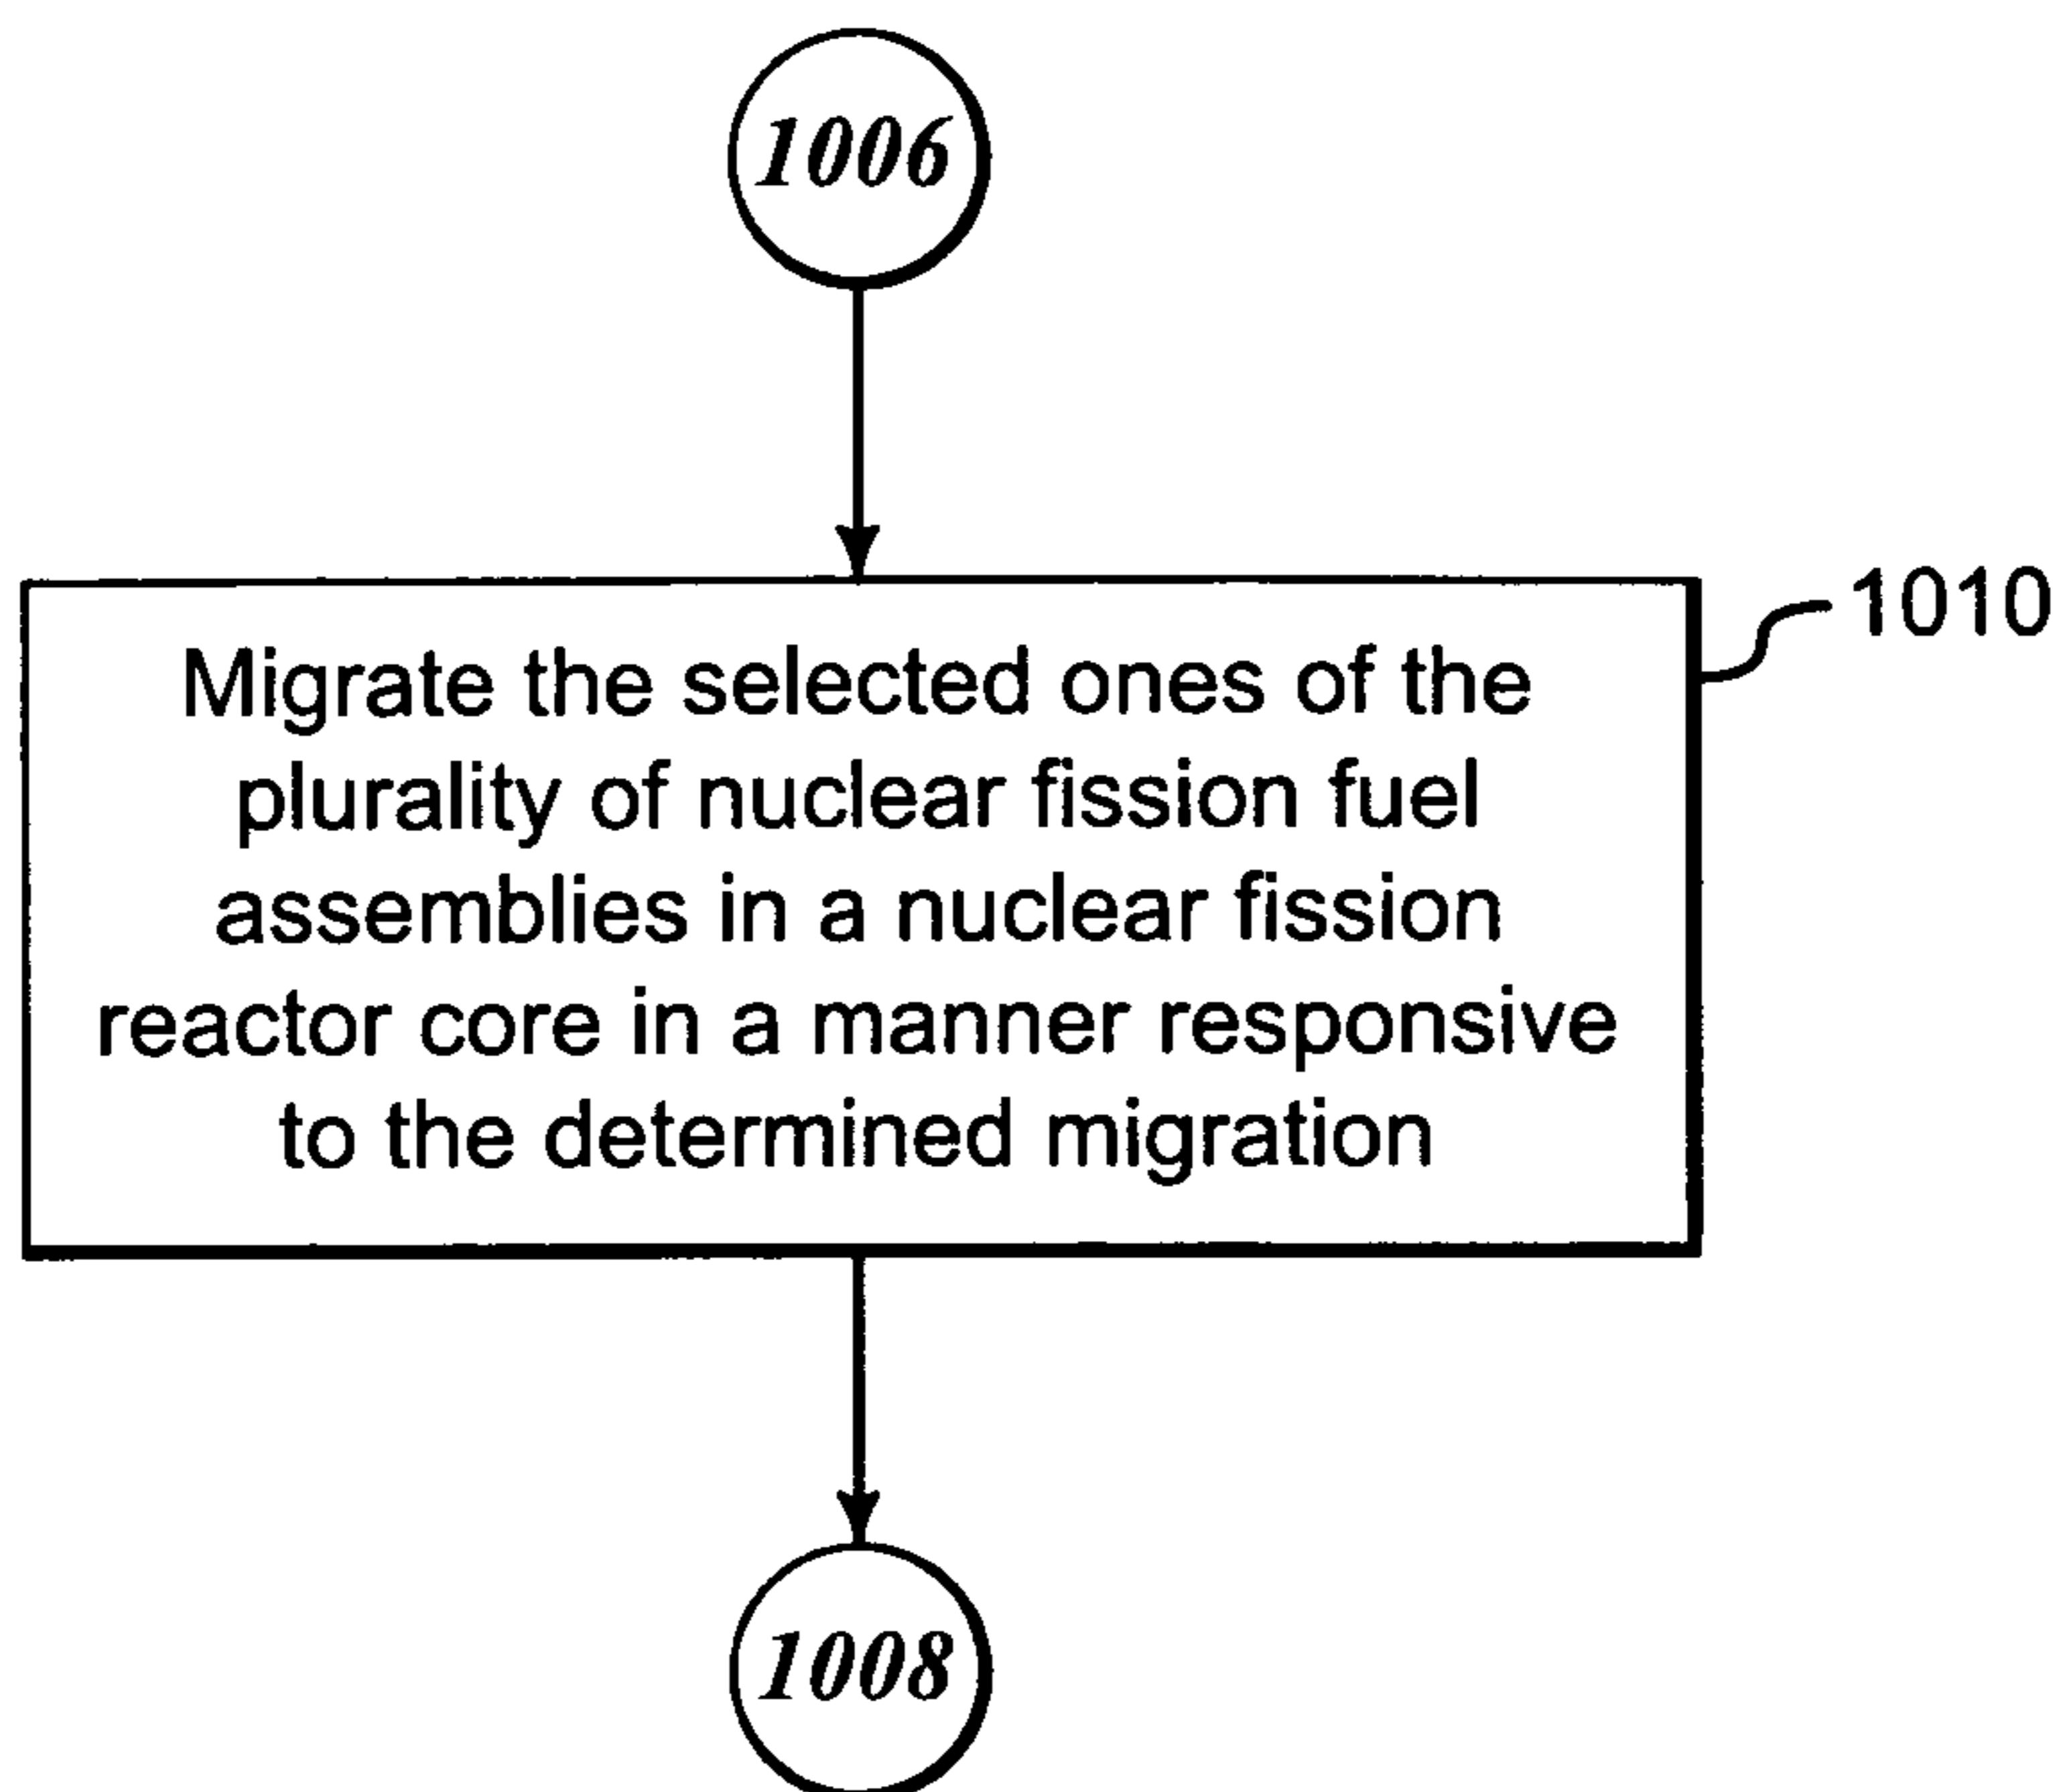 1006
1010
Migrate the selected ones of the
plurality of nuclear fission fuel
assemblies in a nuclear fission
reactor core in a manner responsive
to the determined migration
1008